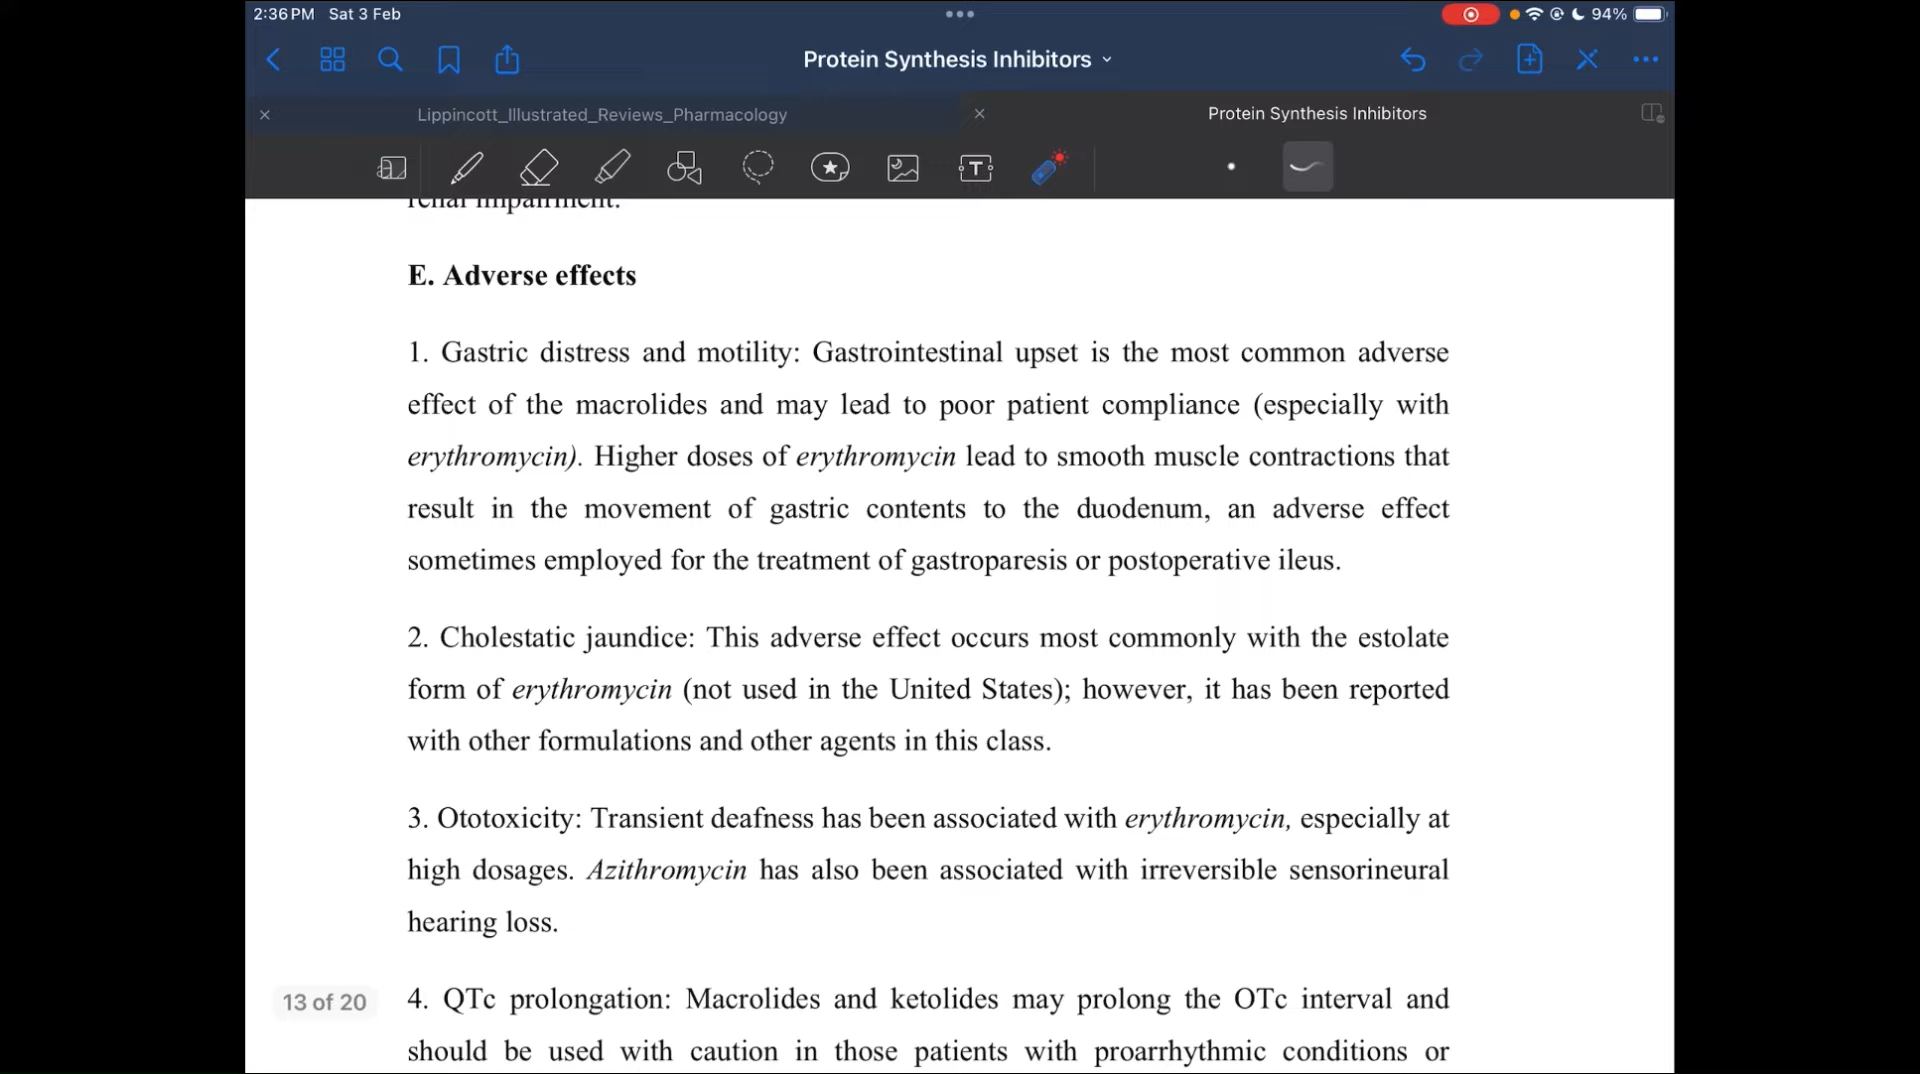 2:36 PM Sat 3 Feb
94%
Protein Synthesis Inhibitors
Lippincott_Illustrated_Reviews_Pharmacology
Protein Synthesis Inhibitors
renal impairment.
E. Adverse effects
1. Gastric distress and motility: Gastrointestinal upset is the most common adverse
effect of the macrolides and may lead to poor patient compliance (especially with
erythromycin). Higher doses of erythromycin lead to smooth muscle contractions that
result in the movement of gastric contents to the duodenum, an adverse effect
sometimes employed for the treatment of gastroparesis or postoperative ileus.
2. Cholestatic jaundice: This adverse effect occurs most commonly with the estolate
form of erythromycin (not used in the United States); however, it has been reported
with other formulations and other agents in this class.
3. Ototoxicity: Transient deafness has been associated with erythromycin, especially at
high dosages. Azithromycin has also been associated with irreversible sensorineural
hearing loss.
13 of 20
4. QTc prolongation: Macrolides and ketolides may prolong the QTc interval and
should be used with caution in those patients with proarrhythmic conditions or